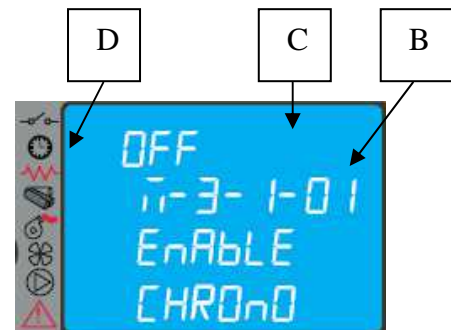 D C B
OFF
M-3-1-01
EnAbLE
CHROnO